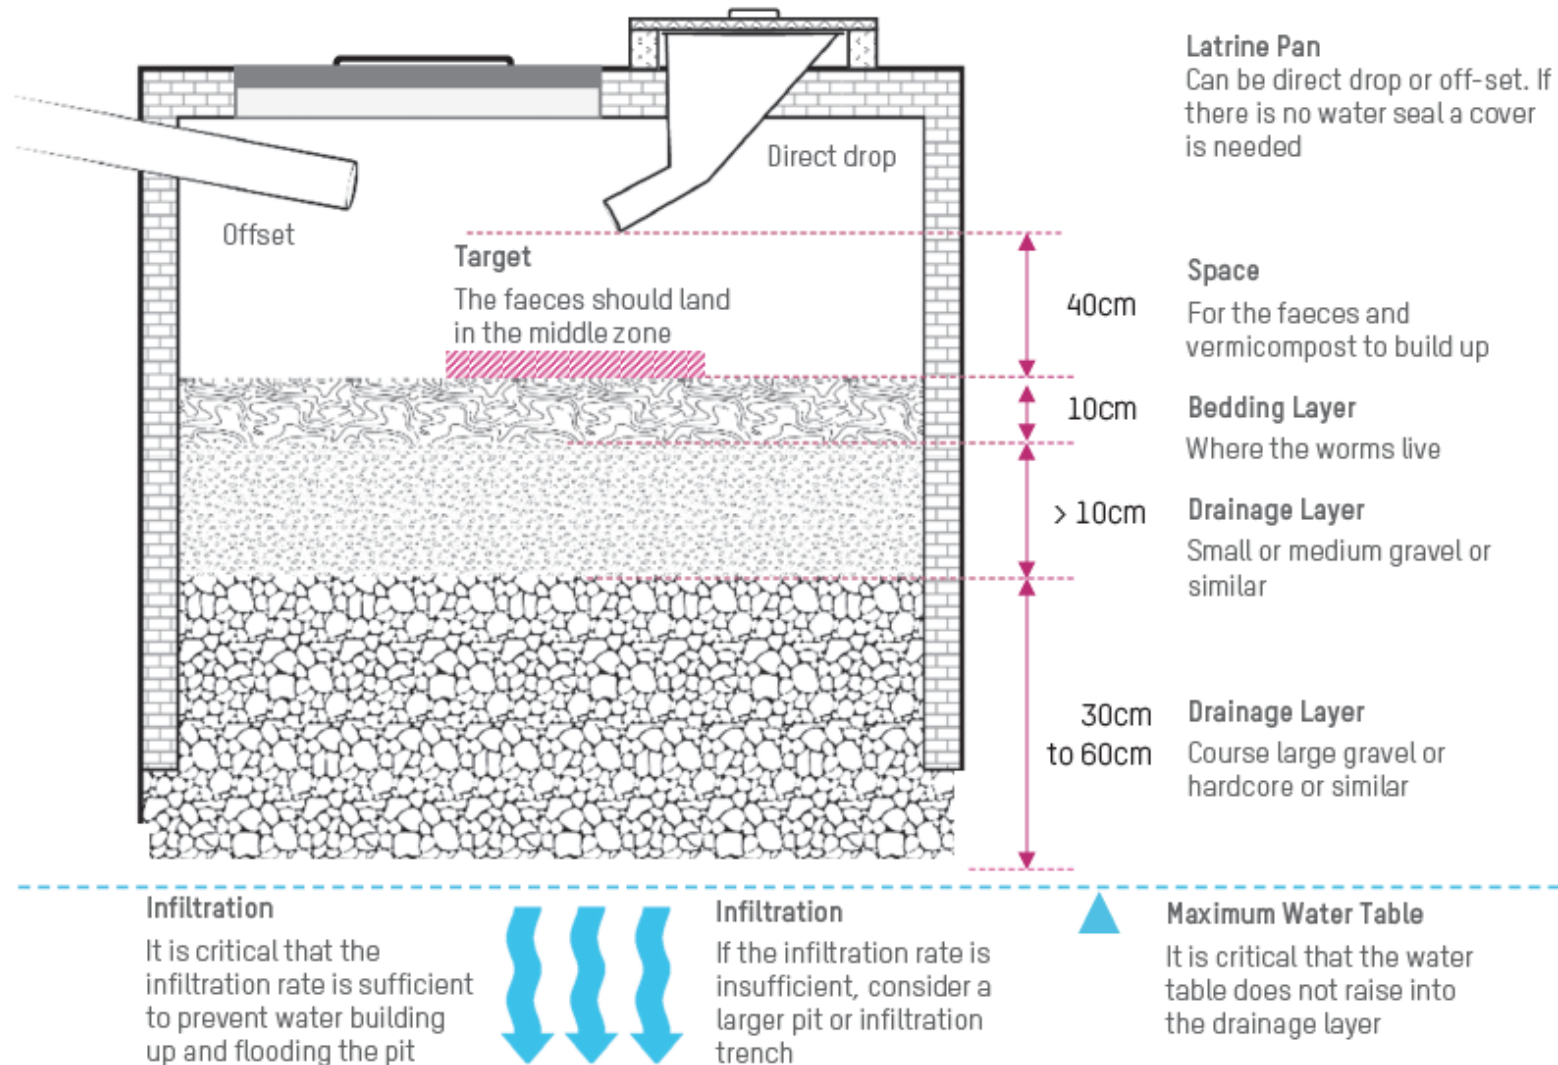 Latrine Pan
Can be direct drop or off-set. If
there is no water seal a cover
is needed
Direct drop
Offset
Target
The faeces should land
in the middle zone
40cm
Space
For the faeces and
vermicompost to build up
10cm
Bedding Layer
Where the worms live
> 10cm
Drainage Layer
Small or medium gravel or
similar
30cm
to 60cm
Drainage Layer
Course large gravel or
hardcore or similar
Infiltration
It is critical that the
infiltration rate is sufficient
to prevent water building
up and flooding the pit
Infiltration
If the infiltration rate is
insufficient, consider a
larger pit or infiltration
trench
Maximum Water Table
It is critical that the water
table does not raise into
the drainage layer